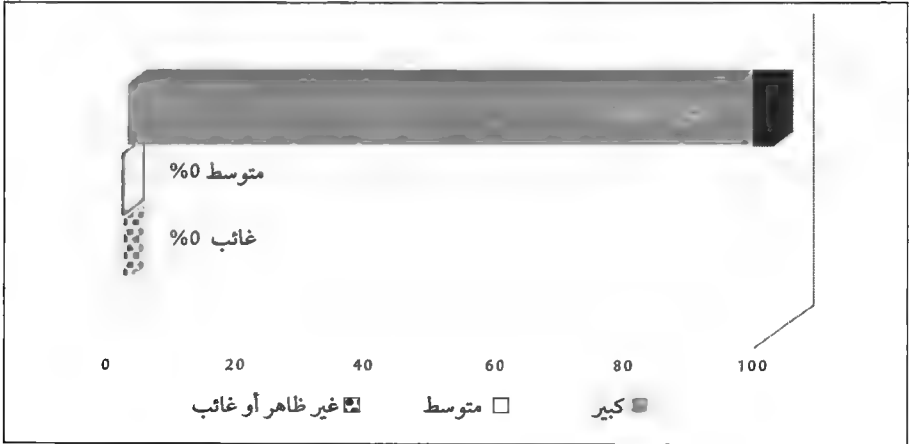 متوسط 0%
غائب 0%
0 20 40 60 80 100
كبير متوسط غير ظاهر أو غائب